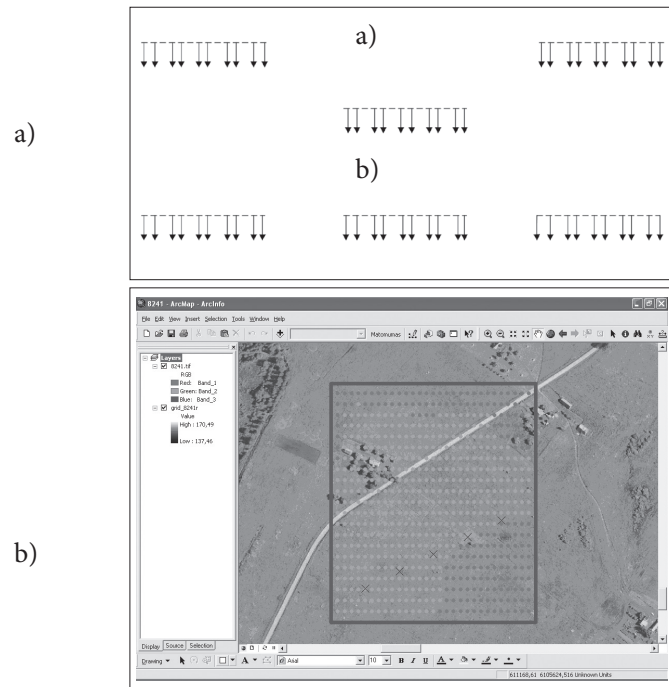 a)
a)
b)
b)
8241 - ArcMap - ArcInfo
File Edit View Insert Selection Tools Window Help
Matomumas
Layers
8241.tif
RGB
Red: Band_1
Green: Band_2
Blue: Band_3
grid_8241r
Value
High : 170,49
Low : 137,46
Display Source Selection
Drawing Arial 10 B I U A
611168,61 6105624,516 Unknown Units